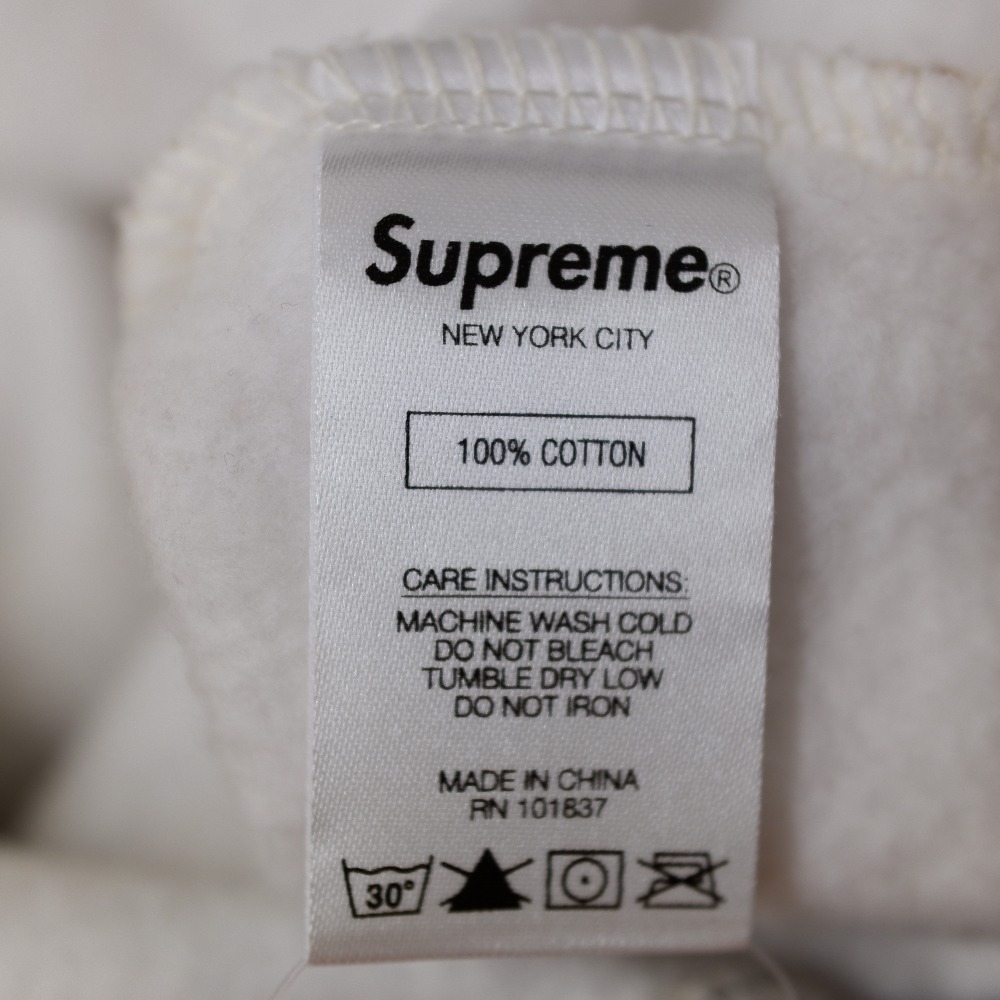 Supreme®
NEW YORK CITY
100% COTTON
CARE INSTRUCTIONS:
MACHINE WASH COLD
DO NOT BLEACH
TUMBLE DRY LOW
DO NOT IRON
MADE IN CHINA
RN 101837
30°